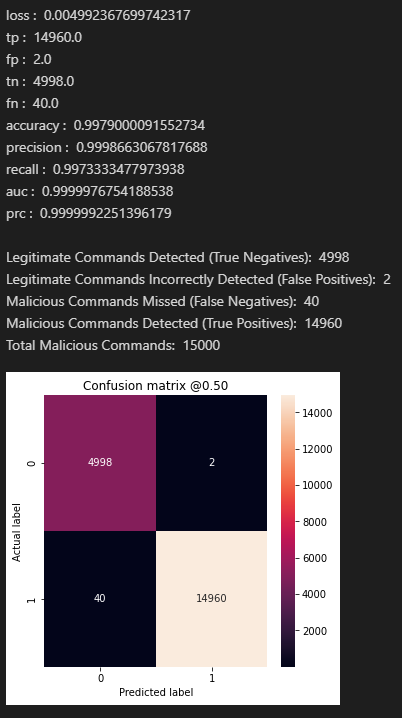 loss :  0.004992367699742317
tp :  14960.0
fp :  2.0
tn :  4998.0
fn :  40.0
accuracy :  0.9979000091552734
precision :  0.9998663067817688
recall :  0.9973333477973938
auc :  0.9999976754188538
prc :  0.9999992251396179
Legitimate Commands Detected (True Negatives):  4998
Legitimate Commands Incorrectly Detected (False Positives):  2
Malicious Commands Missed (False Negatives):  40
Malicious Commands Detected (True Positives):  14960
Total Malicious Commands:  15000
Confusion matrix @0.50
4998 2
40 14960
0
1
Actual label
0 1
Predicted label
14000
12000
10000
8000
6000
4000
2000